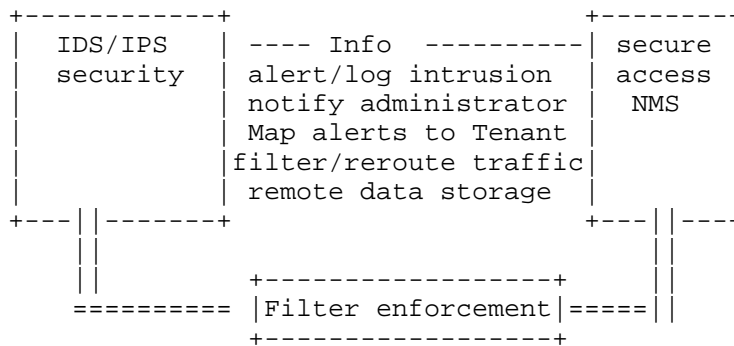 IDS/IPS ---- Info ---------- secure
security alert/log intrusion access
notify administrator NMS
Map alerts to Tenant
filter/reroute traffic
remote data storage
Filter enforcement